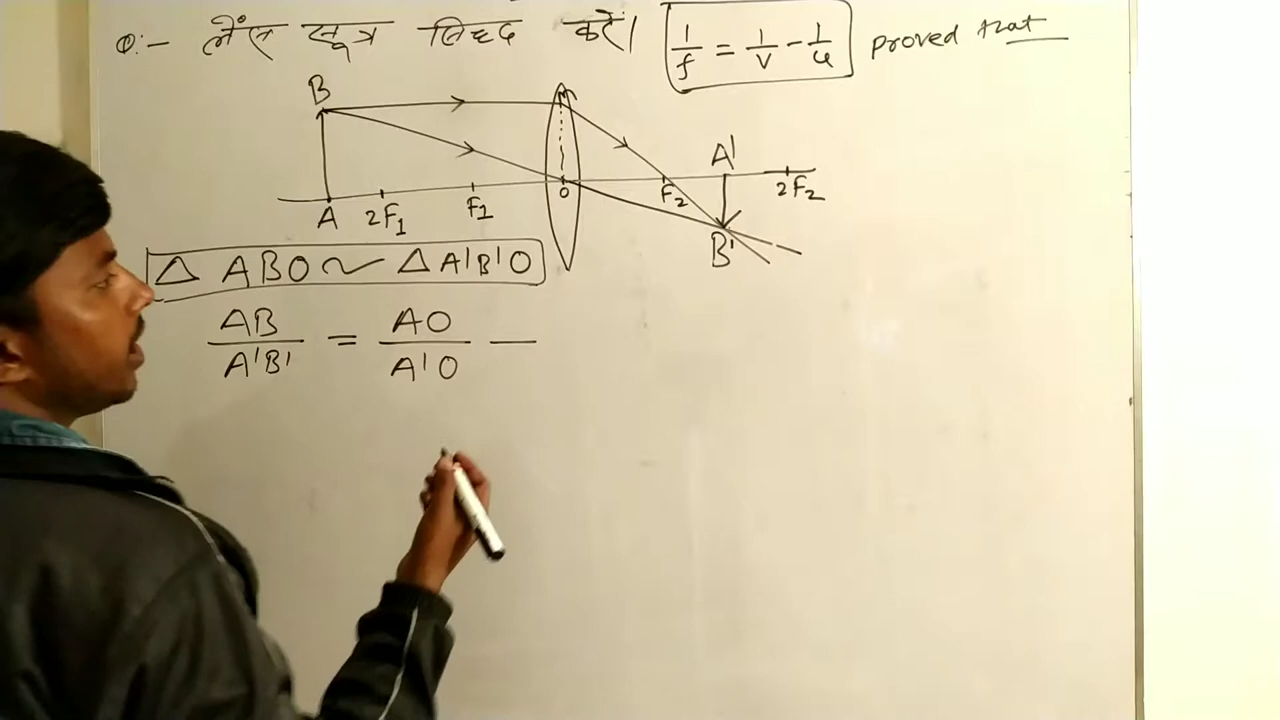 Q:- लेंस सूत्र सिद्ध करें। 1/f = 1/v - 1/u proved that
B
M
A'
A 2F1 F1 O F2 2F2
B'
△ ABO ~ △ A'B'O
AB/A'B' = AO/A'O —